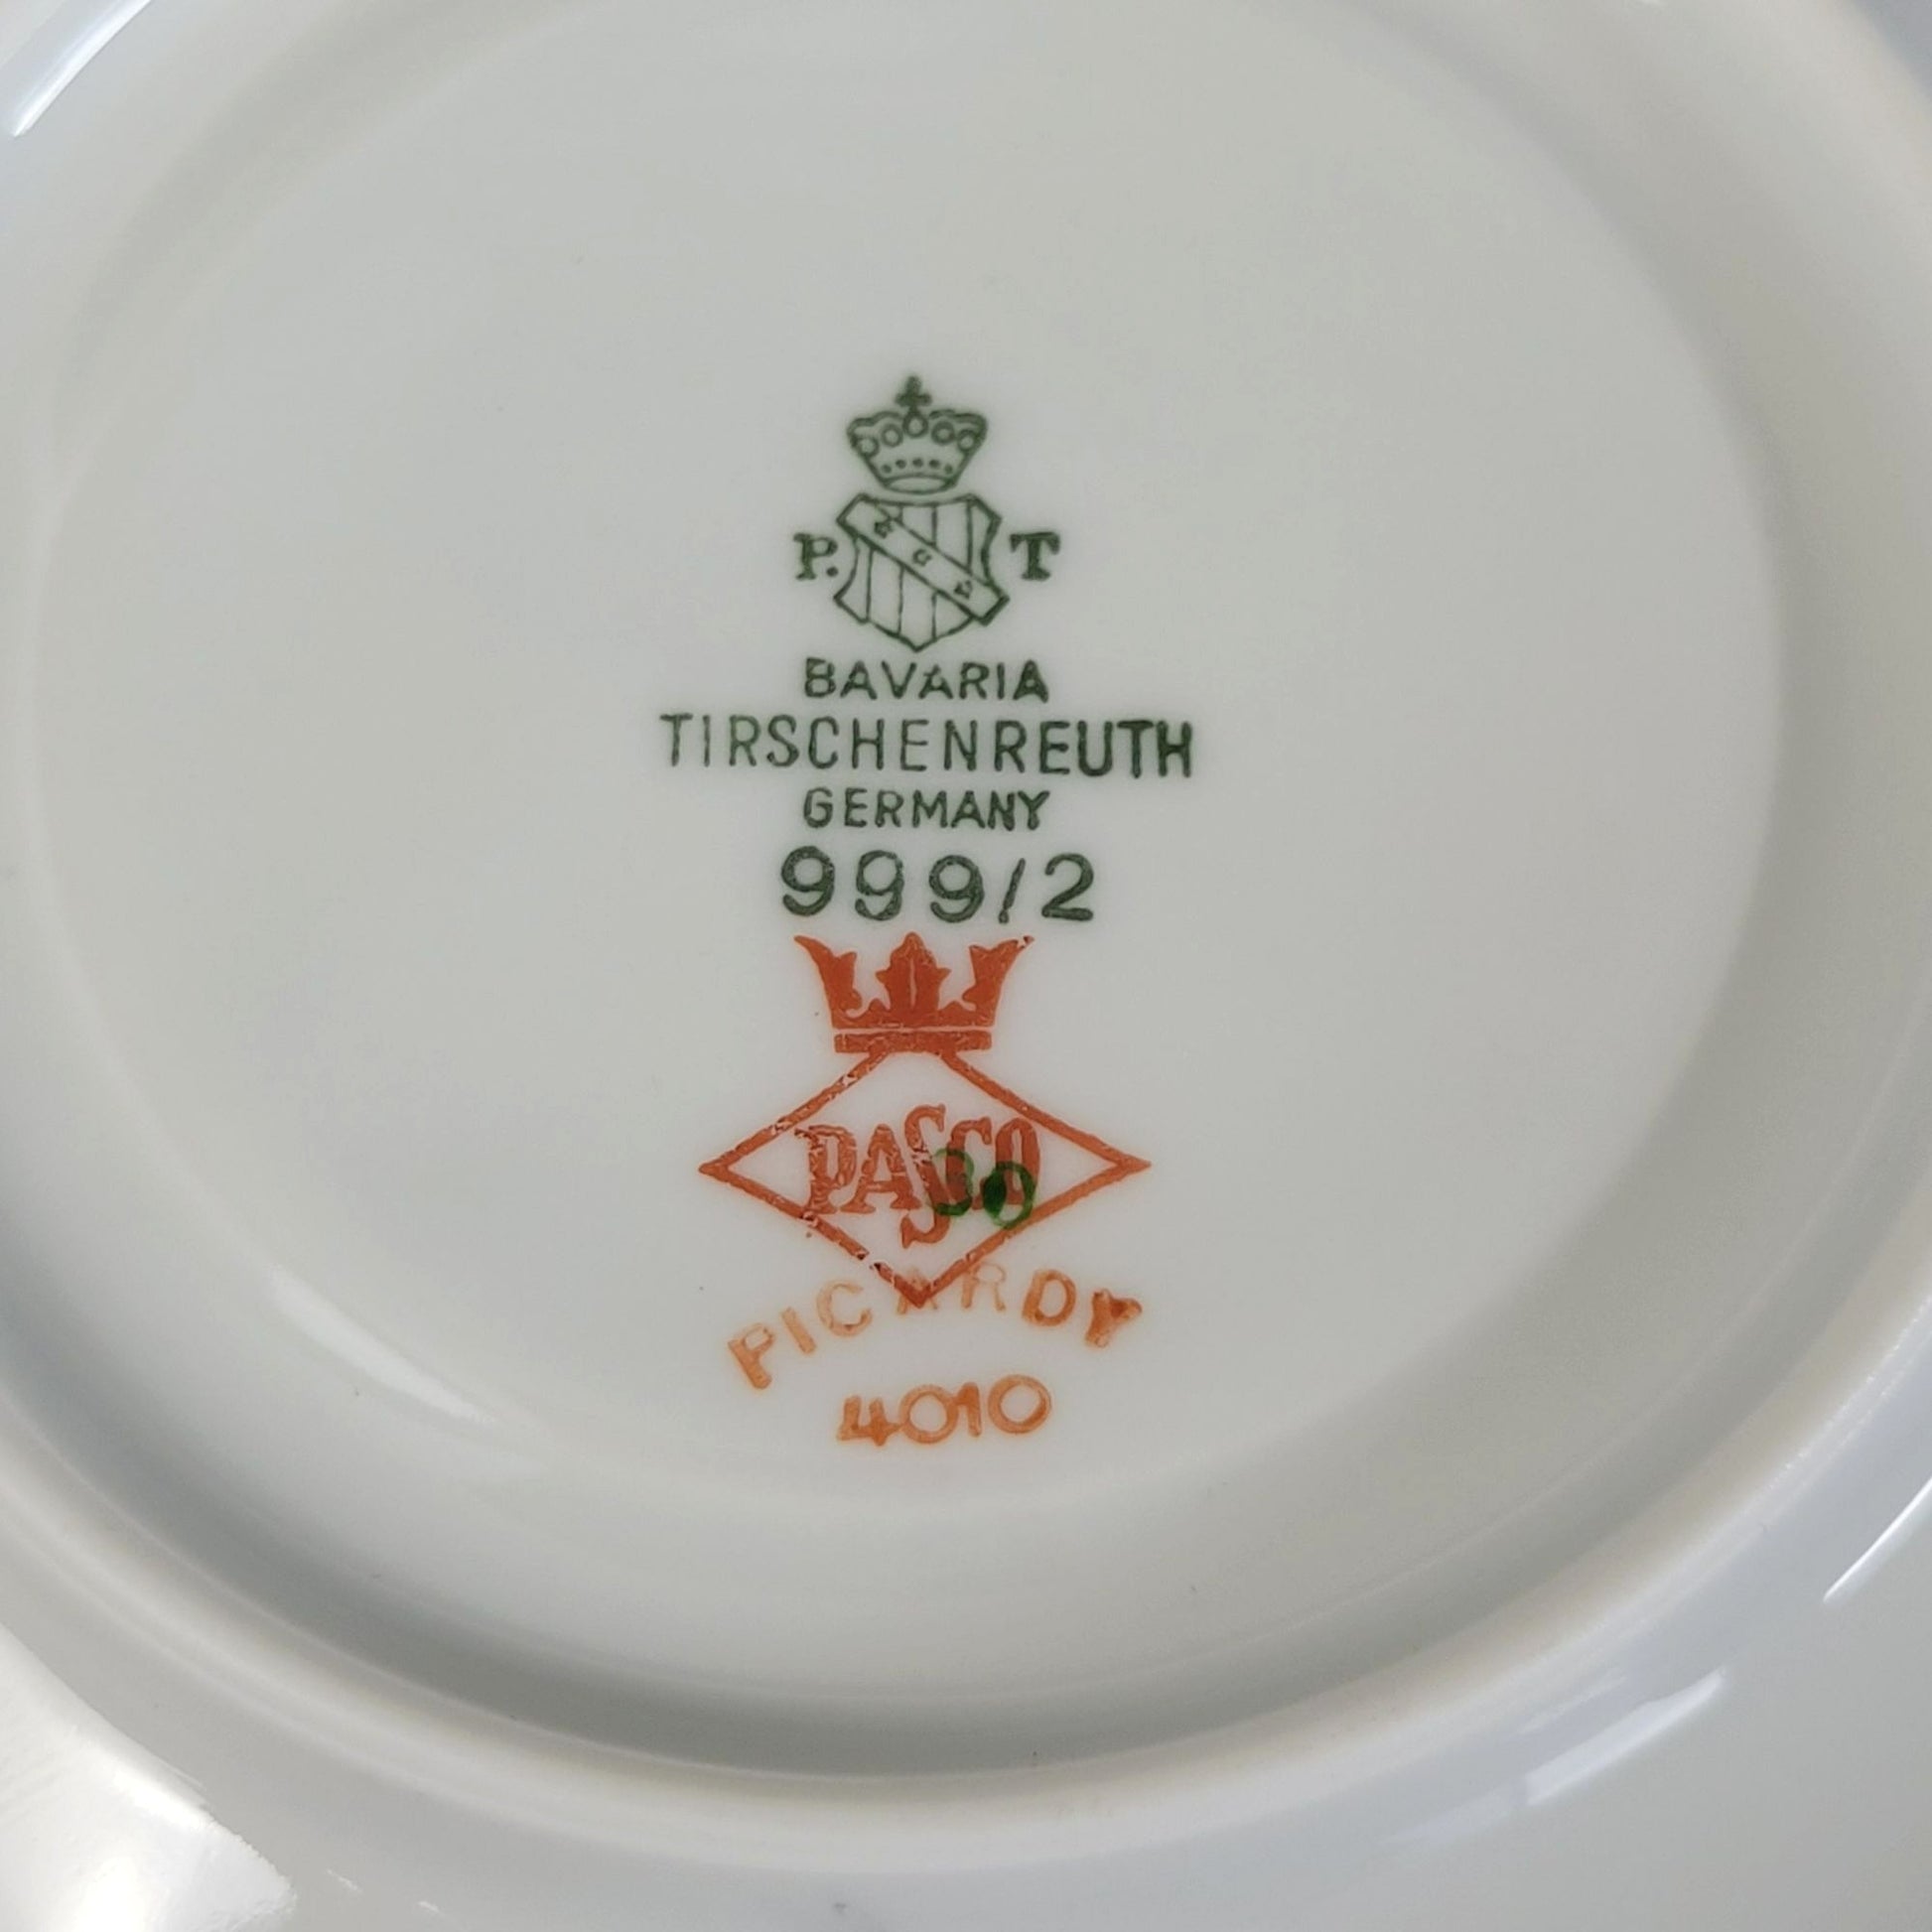 P. T
BAVARIA
TIRSCHENREUTH
GERMANY
999/2
PASCO
30
PICARDY
4010